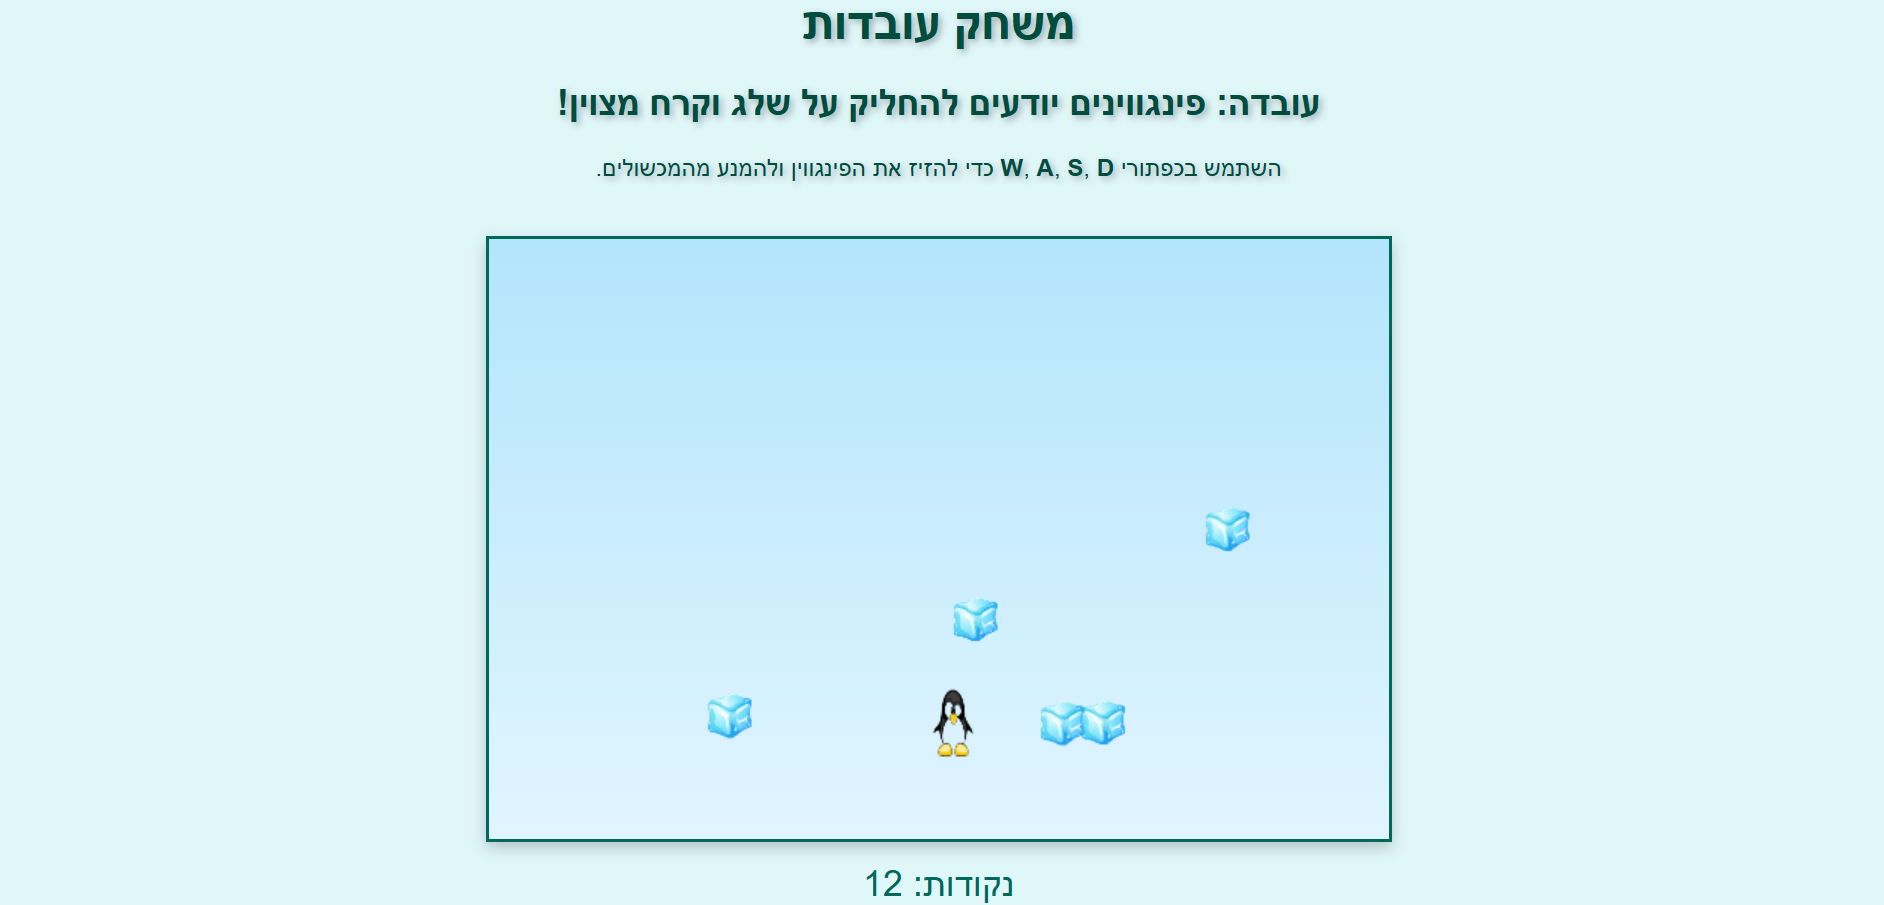 משחק עובדות
עובדה: פינגווינים יודעים להחליק על שלג וקרח מצוין!
השתמש בכפתורי W, A, S, D כדי להזיז את הפינגווין ולהמנע מהמכשולים.
נקודות: 12